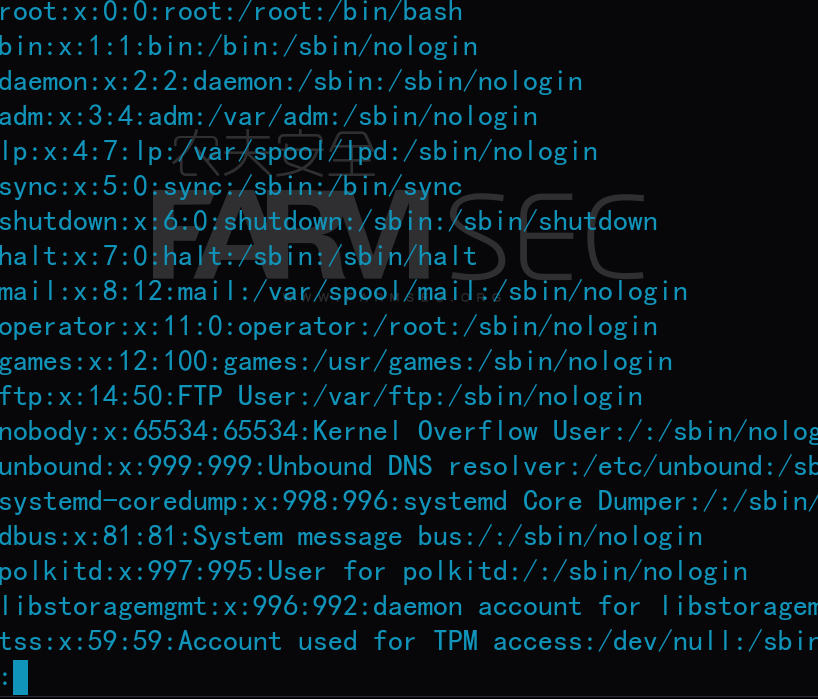 root:x:0:0:root:/root:/bin/bash
bin:x:1:1:bin:/bin:/sbin/nologin
daemon:x:2:2:daemon:/sbin:/sbin/nologin
adm:x:3:4:adm:/var/adm:/sbin/nologin
农夫安全
lp:x:4:7:lp:/var/spool/lpd:/sbin/nologin
sync:x:5:0:sync:/sbin:/bin/sync
shutdown:x:6:0:shutdown:/sbin:/sbin/shutdown
FARMSEC
halt:x:7:0:halt:/sbin:/sbin/halt
mail:x:8:12:mail:/var/spool/mail:/sbin/nologin
operator:x:11:0:operator:/root:/sbin/nologin
games:x:12:100:games:/usr/games:/sbin/nologin
ftp:x:14:50:FTP User:/var/ftp:/sbin/nologin
nobody:x:65534:65534:Kernel Overflow User:/:/sbin/nolog
unbound:x:999:999:Unbound DNS resolver:/etc/unbound:/sb
systemd-coredump:x:998:996:systemd Core Dumper:/:/sbin/
dbus:x:81:81:System message bus:/:/sbin/nologin
polkitd:x:997:995:User for polkitd:/:/sbin/nologin
libstoragemgmt:x:996:992:daemon account for libstoragem
tss:x:59:59:Account used for TPM access:/dev/null:/sbin
: